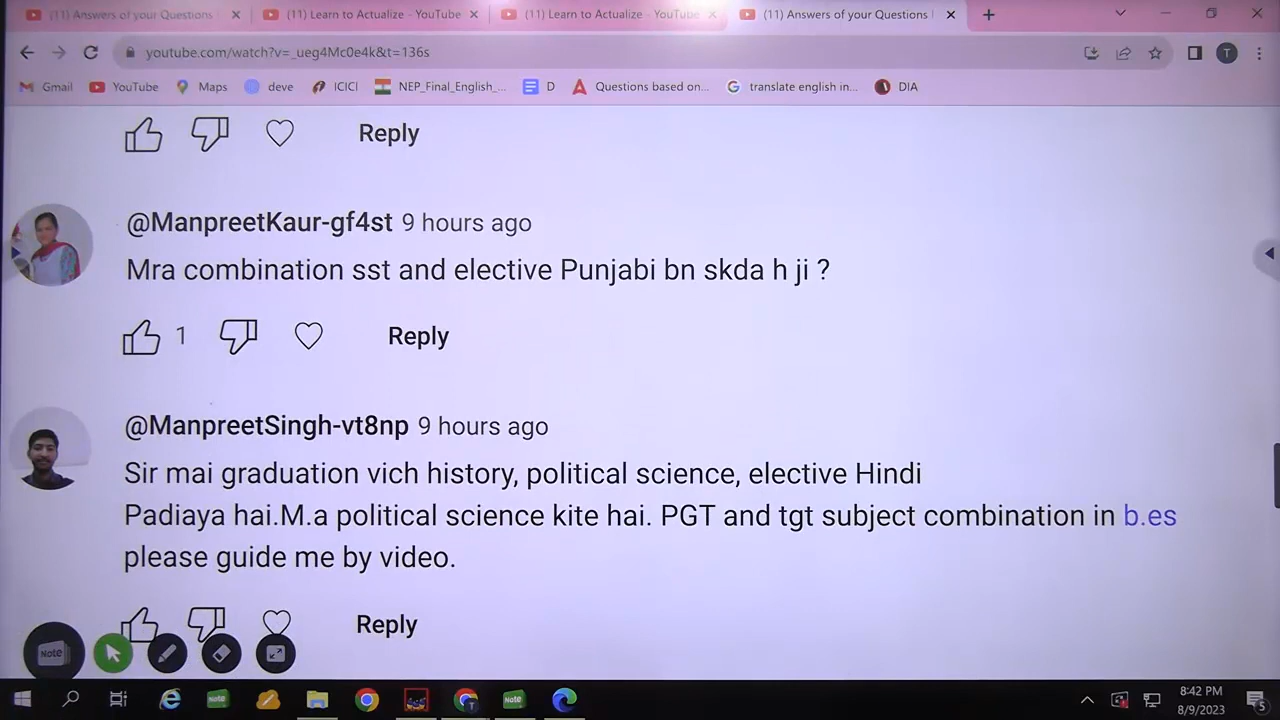 (11) Answers of your Questions
(11) Learn to Actualize - YouTube
(11) Learn to Actualize - YouTube
(11) Answers of your Questions
youtube.com/watch?v=_ueg4Mc0e4k&t=136s
T
Gmail
YouTube
Maps
deve
ICICI
NEP_Final_English_...
D
Questions based on...
translate english in...
DIA
Reply
@ManpreetKaur-gf4st 9 hours ago
Mra combination sst and elective Punjabi bn skda h ji ?
1
Reply
@ManpreetSingh-vt8np 9 hours ago
Sir mai graduation vich history, political science, elective Hindi
Padiaya hai.M.a political science kite hai. PGT and tgt subject combination in b.es
please guide me by video.
Reply
Note
Note
Note
8:42 PM
8/9/2023
5